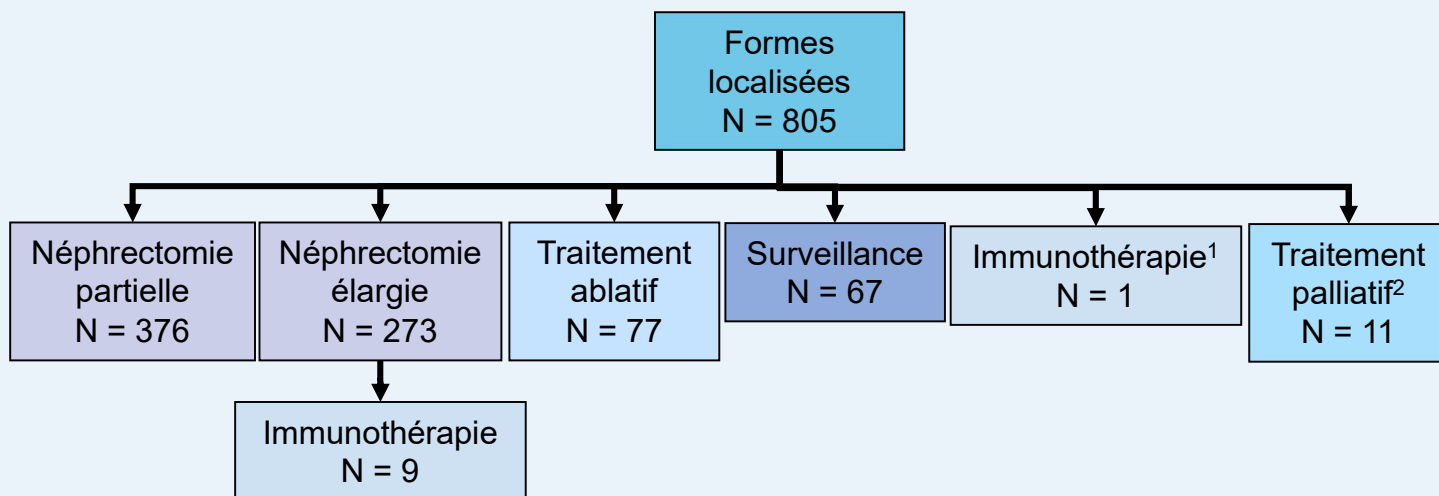 Formes
localisées
N = 805
Néphrectomie
partielle
N = 376
Néphrectomie
élargie
N = 273
Traitement
ablatif
N = 77
Surveillance
N = 67
Immunothérapie¹
N = 1
Traitement
palliatif²
N = 11
Immunothérapie
N = 9